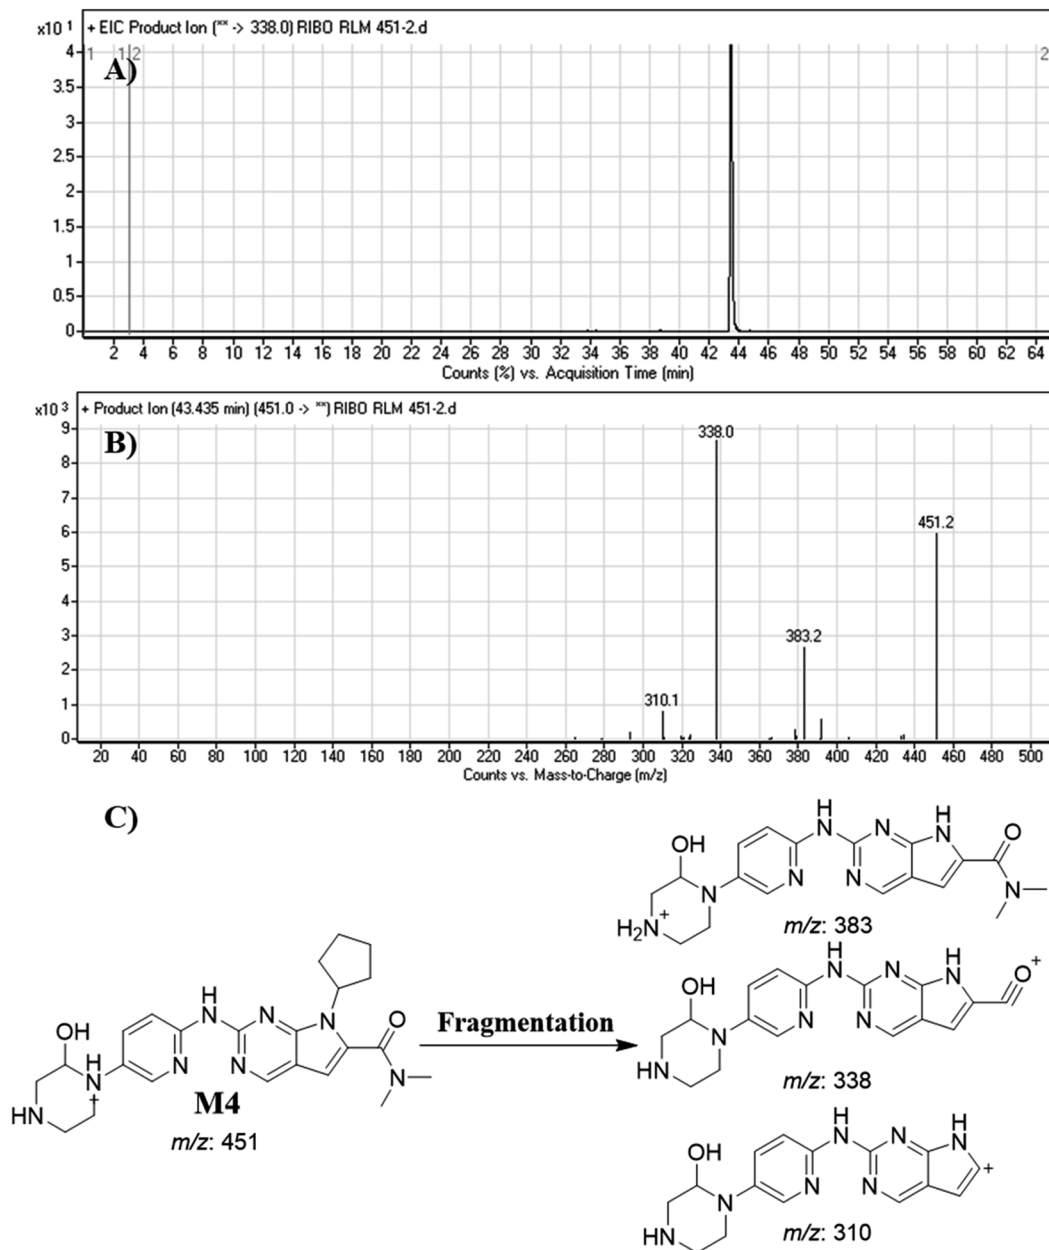 x10 1
+ EIC Product Ion (** -> 338.0) RIBO RLM 451-2.d
1 1 2 2
A)
4
3.5
3
2.5
2
1.5
1
0.5
0
2 4 6 8 10 12 14 16 18 20 22 24 26 28 30 32 34 36 38 40 42 44 46 48 50 52 54 56 58 60 62 64
Counts (%) vs. Acquisition Time (min)
x10 3
+ Product Ion (43.435 min) (451.0 -> **) RIBO RLM 451-2.d
B)
9
8
7
6
5
4
3
2
1
0
338.0
451.2
383.2
310.1
20 40 60 80 100 120 140 160 180 200 220 240 260 280 300 320 340 360 380 400 420 440 460 480 500
Counts vs. Mass-to-Charge (m/z)
C)
H
N
OH
N
N
N
N
H
N
O
N
H2N
+
m/z: 383
H
N
OH
N
N
N
N
H
N
O
+
HN
m/z: 338
H
N
OH
N
N
N
N
H
N
+
HN
m/z: 310
OH
H
N
+
HN
H
N
N
N
N
N
O
N
M4
m/z: 451
Fragmentation